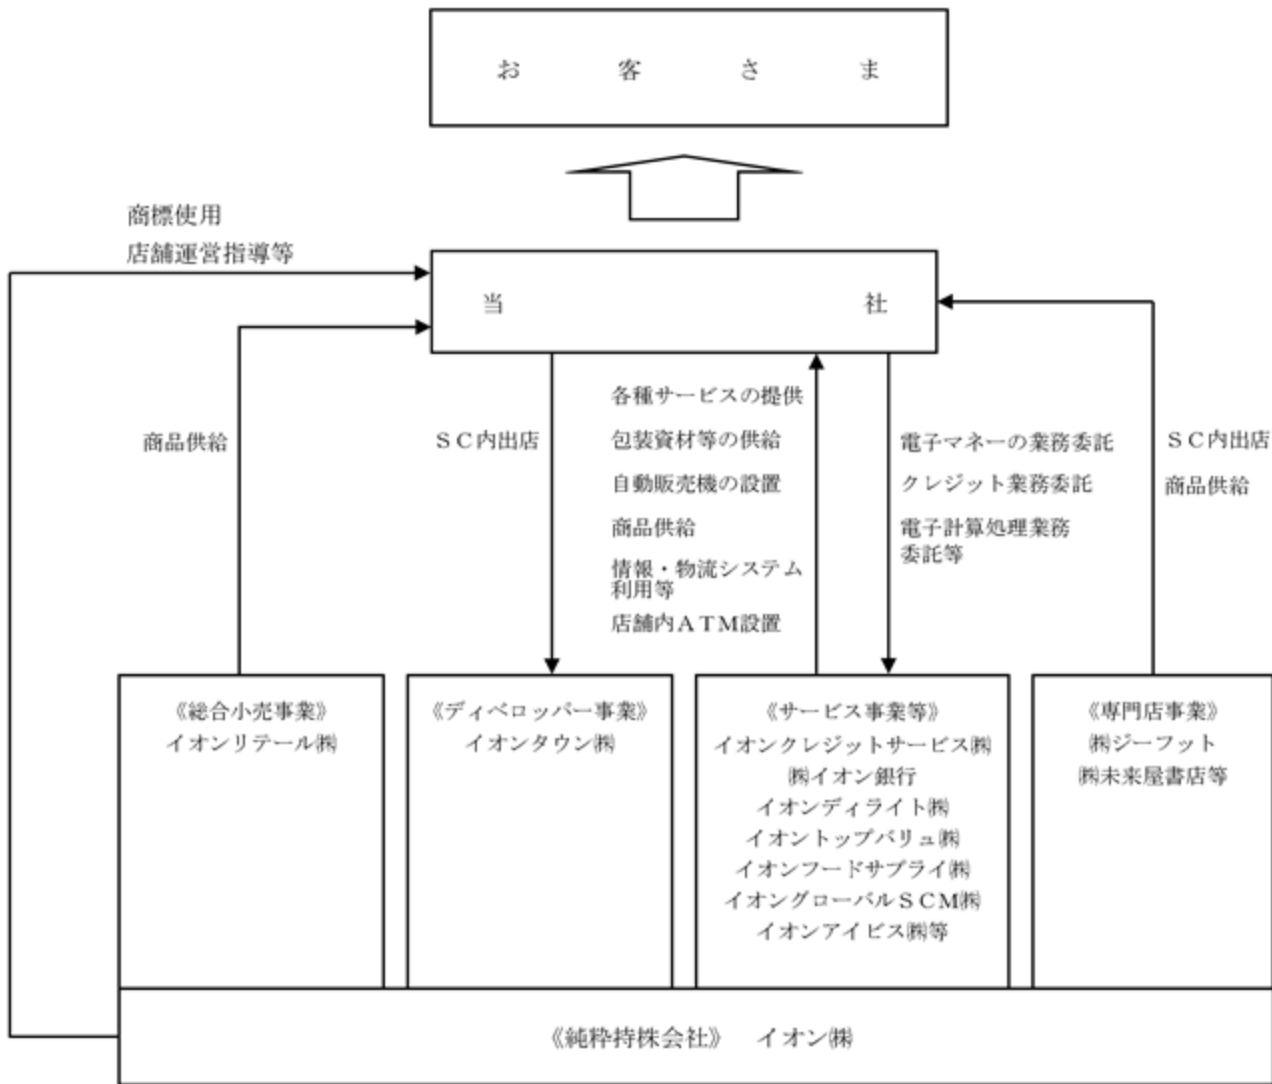 お客さま
商標使用
店舗運営指導等
当社
商品供給
ＳＣ内出店
各種サービスの提供
包装資材等の供給
自動販売機の設置
商品供給
情報・物流システム
利用等
店舗内ＡＴＭ設置
電子マネーの業務委託
クレジット業務委託
電子計算処理業務
委託等
ＳＣ内出店
商品供給
《総合小売事業》
イオンリテール㈱
《ディベロッパー事業》
イオンタウン㈱
《サービス事業等》
イオンクレジットサービス㈱
㈱イオン銀行
イオンディライト㈱
イオントップバリュ㈱
イオンフードサプライ㈱
イオングローバルＳＣＭ㈱
イオンアイビス㈱等
《専門店事業》
㈱ジーフット
㈱未来屋書店等
《純粋持株会社》　イオン㈱